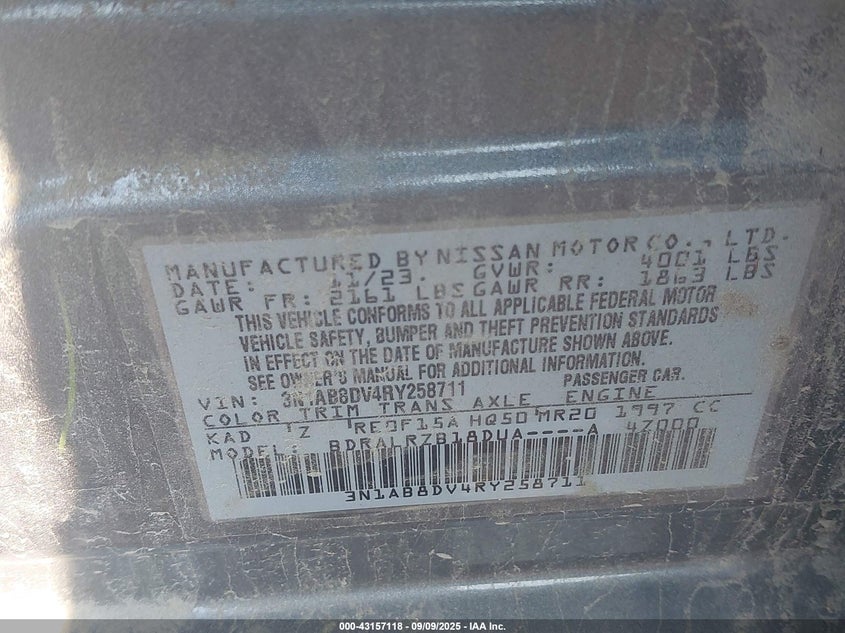 MANUFACTURED BY NISSAN MOTOR CO., LTD.
DATE: 11/23. GVWR: 4001 LBS
GAWR FR: 2161 LBS GAWR RR: 1863 LBS
THIS VEHICLE CONFORMS TO ALL APPLICABLE FEDERAL MOTOR
VEHICLE SAFETY, BUMPER AND THEFT PREVENTION STANDARDS
IN EFFECT ON THE DATE OF MANUFACTURE SHOWN ABOVE.
SEE OWNER'S MANUAL FOR ADDITIONAL INFORMATION.
VIN: 3N1AB8DV4RY258711 PASSENGER CAR.
COLOR TRIM TRANS AXLE ENGINE
KAD Z RE0F15A HQ50 MR20 1997 CC
MODEL: BDRALRZB18DUA----A 4Z000
3N1AB8DV4RY258711
000-43157118 - 09/09/2025 - IAA Inc.